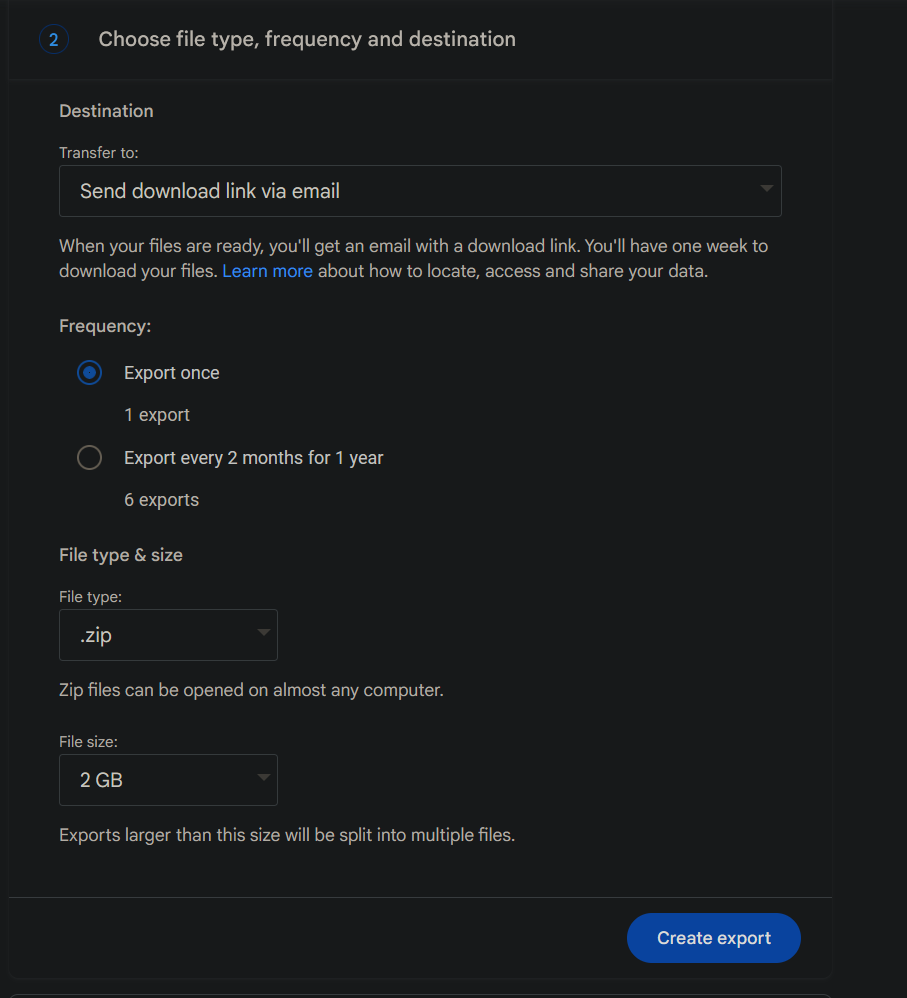 2
Choose file type, frequency and destination
Destination
Transfer to:
Send download link via email
When your files are ready, you'll get an email with a download link. You'll have one week to
download your files. Learn more about how to locate, access and share your data.
Frequency:
Export once
1 export
Export every 2 months for 1 year
6 exports
File type & size
File type:
.zip
Zip files can be opened on almost any computer.
File size:
2 GB
Exports larger than this size will be split into multiple files.
Create export